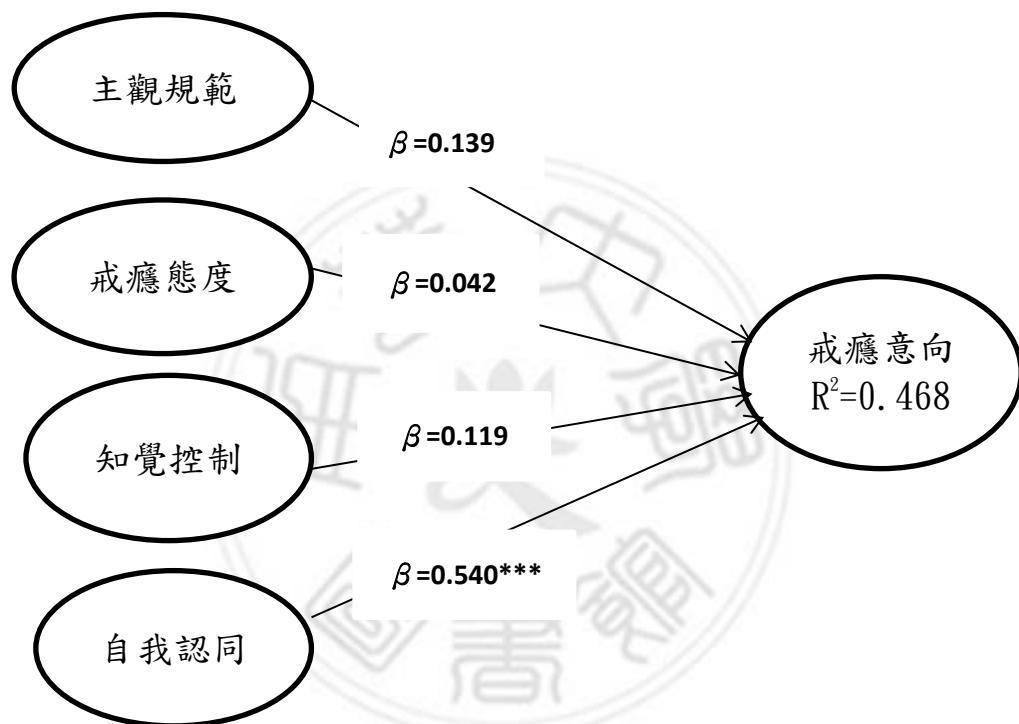 主觀規範
β=0.139
戒癮態度
β=0.042
戒癮意向
R²=0.468
知覺控制
β=0.119
β=0.540***
自我認同